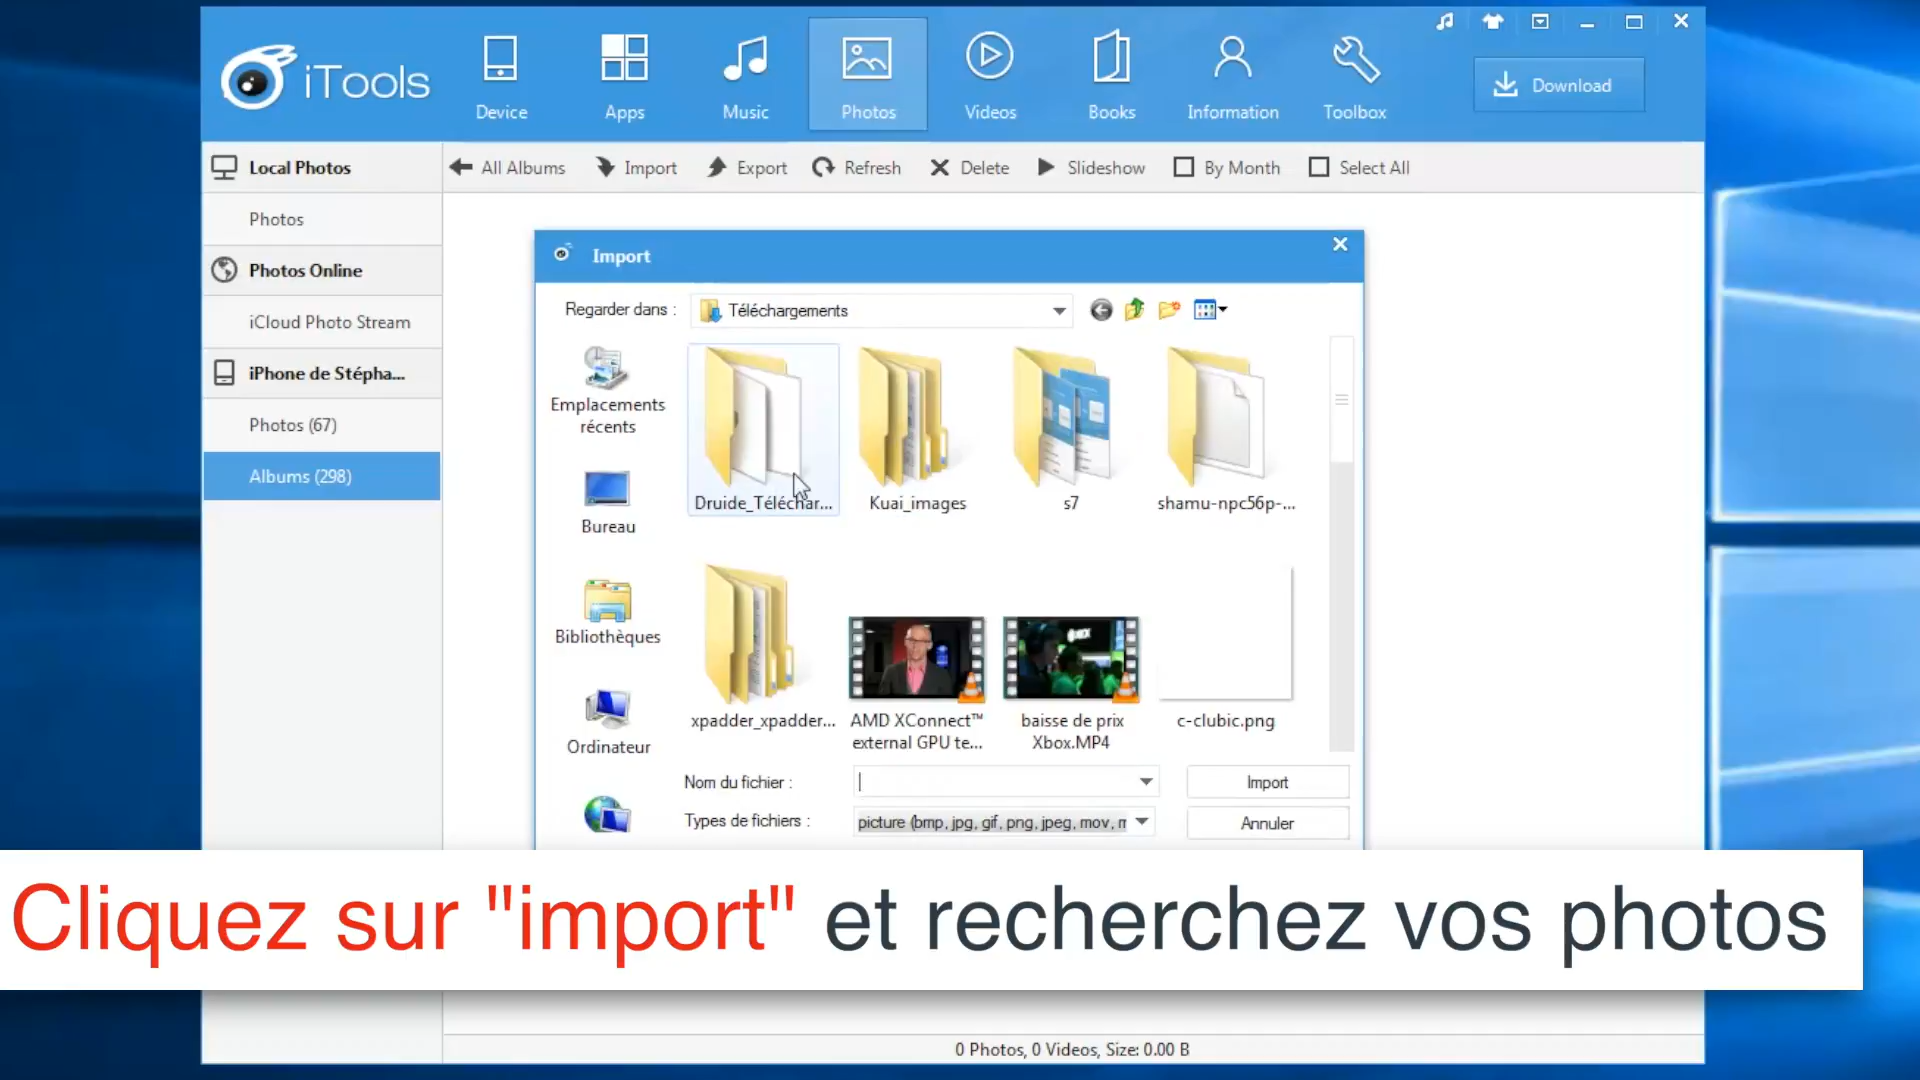 iTools
Device
Apps
Music
Photos
Videos
Books
Information
Toolbox
Download
Local Photos
Photos
Photos Online
iCloud Photo Stream
iPhone de Stépha...
Photos (67)
Albums (298)
All Albums
Import
Export
Refresh
Delete
Slideshow
By Month
Select All
Import
Regarder dans :
Téléchargements
Emplacements
récents
Bureau
Bibliothèques
Ordinateur
Druide_Téléchar...
Kuai_images
s7
shamu-npc56p-...
xpadder_xpadder...
AMD XConnect™
external GPU te...
baisse de prix
Xbox.MP4
c-clubic.png
Nom du fichier :
Import
Types de fichiers :
picture (bmp, jpg, gif, png, jpeg, mov, m
Annuler
Cliquez sur "import" et recherchez vos photos
0 Photos, 0 Videos, Size: 0.00 B